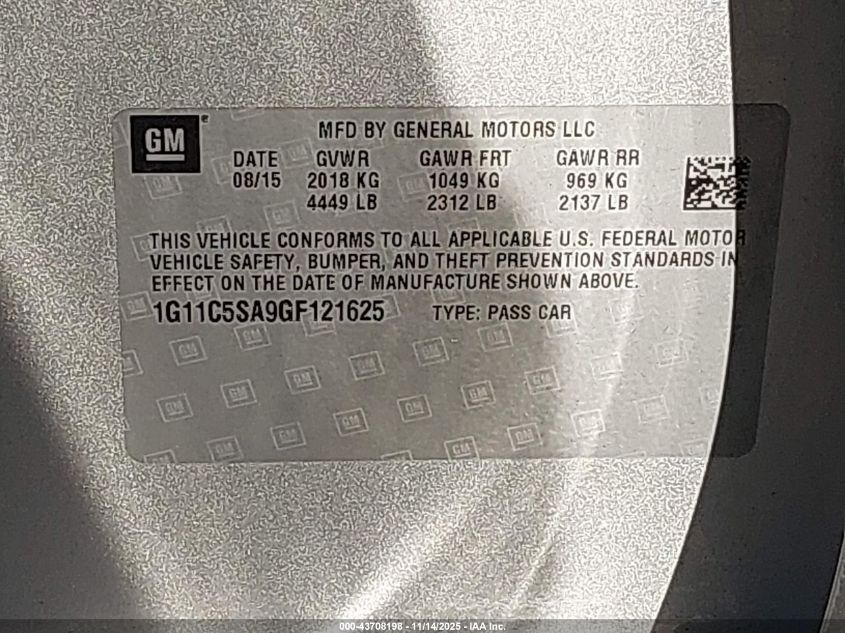 GM®
MFD BY GENERAL MOTORS LLC
DATE GVWR GAWR FRT GAWR RR
08/15 2018 KG 1049 KG 969 KG
4449 LB 2312 LB 2137 LB
THIS VEHICLE CONFORMS TO ALL APPLICABLE U.S. FEDERAL MOTOR
VEHICLE SAFETY, BUMPER, AND THEFT PREVENTION STANDARDS IN
EFFECT ON THE DATE OF MANUFACTURE SHOWN ABOVE.
1G11C5SA9GF121625 TYPE: PASS CAR
000-43708198 - 11/14/2025 - IAA Inc.